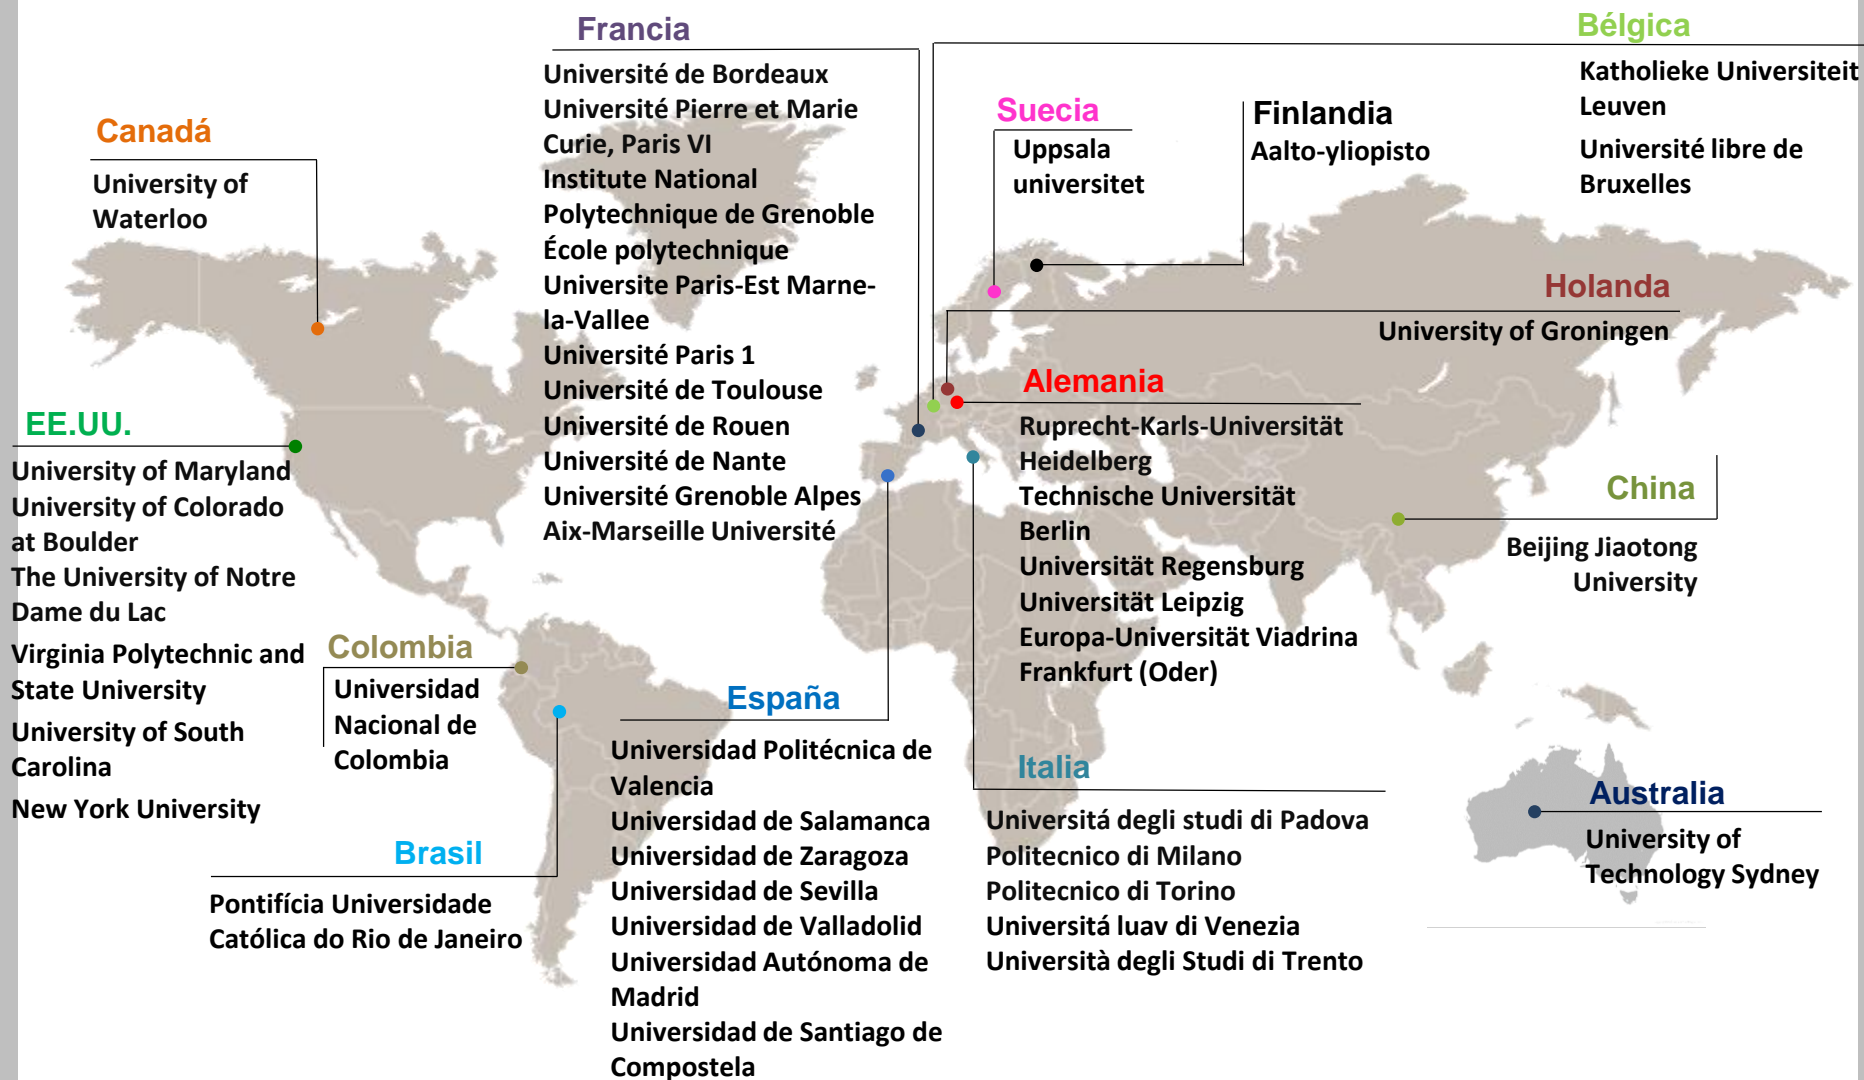 Francia
Université de Bordeaux
Université Pierre et Marie
Curie, Paris VI
Institute National
Polytechnique de Grenoble
École polytechnique
Universite Paris-Est Marne-
la-Vallee
Université Paris 1
Université de Toulouse
Université de Rouen
Université de Nante
Université Grenoble Alpes
Aix-Marseille Université
Bélgica
Katholieke Universiteit
Leuven
Université libre de
Bruxelles
Canadá
University of
Waterloo
Suecia
Uppsala
universitet
Finlandia
Aalto-yliopisto
Holanda
University of Groningen
Alemania
Ruprecht-Karls-Universität
Heidelberg
Technische Universität
Berlin
Universität Regensburg
Universität Leipzig
Europa-Universität Viadrina
Frankfurt (Oder)
EE.UU.
University of Maryland
University of Colorado
at Boulder
The University of Notre
Dame du Lac
Virginia Polytechnic and
State University
University of South
Carolina
New York University
China
Beijing Jiaotong
University
Colombia
Universidad
Nacional de
Colombia
España
Universidad Politécnica de
Valencia
Universidad de Salamanca
Universidad de Zaragoza
Universidad de Sevilla
Universidad de Valladolid
Universidad Autónoma de
Madrid
Universidad de Santiago de
Compostela
Italia
Universitá degli studi di Padova
Politecnico di Milano
Politecnico di Torino
Universitá luav di Venezia
Università degli Studi di Trento
Australia
University of
Technology Sydney
Brasil
Pontifícia Universidade
Católica do Rio de Janeiro